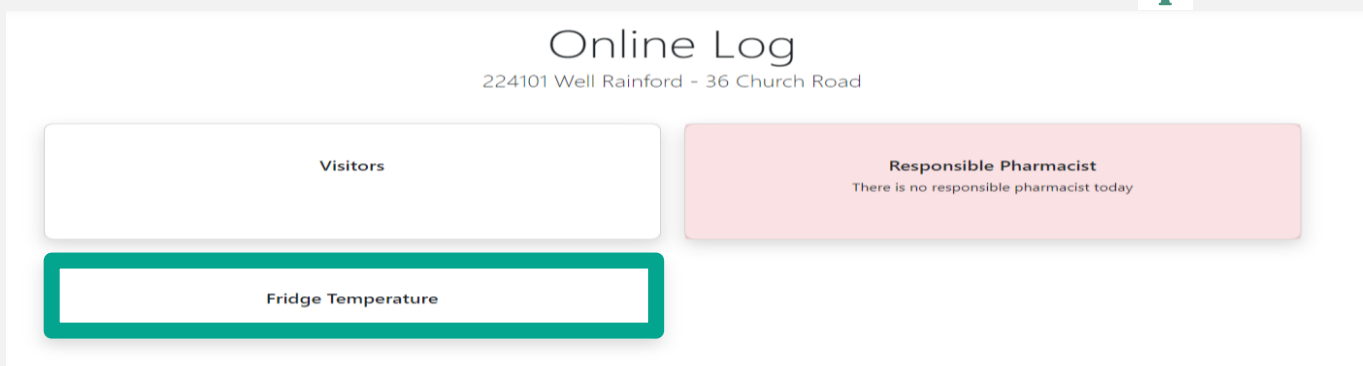 Online Log
224101 Well Rainford - 36 Church Road
Visitors
Responsible Pharmacist
There is no responsible pharmacist today
Fridge Temperature